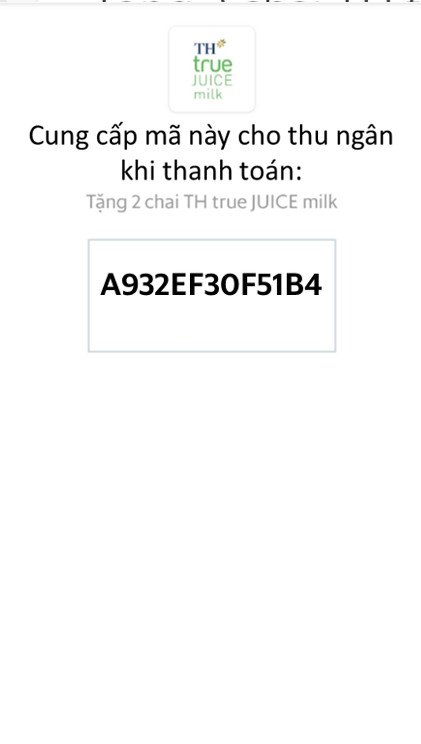 TH
true
JUICE
milk
Cung cấp mã này cho thu ngân
khi thanh toán:
Tặng 2 chai TH true JUICE milk
A932EF30F51B4